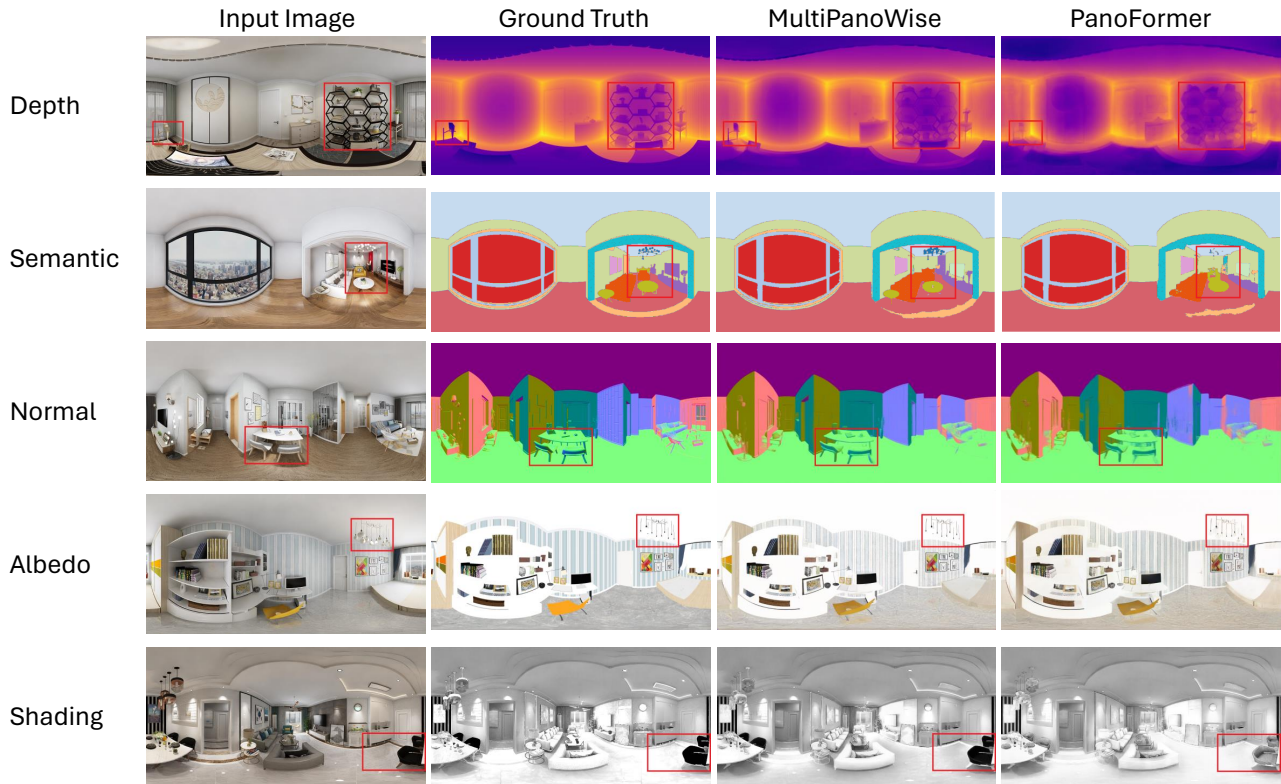 Input Image
Ground Truth
MultiPanoWise
PanoFormer
Depth
Semantic
Normal
Albedo
Shading